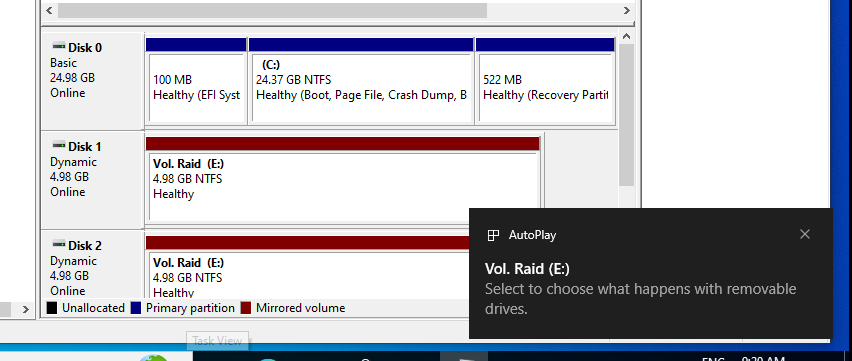 Disk 0
Basic
24.98 GB
Online
100 MB
Healthy (EFI Syst
(C:)
24.37 GB NTFS
Healthy (Boot, Page File, Crash Dump, B
522 MB
Healthy (Recovery Partit
Disk 1
Dynamic
4.98 GB
Online
Vol. Raid (E:)
4.98 GB NTFS
Healthy
Disk 2
Dynamic
4.98 GB
Online
Vol. Raid (E:)
4.98 GB NTFS
Healthy
Unallocated Primary partition Mirrored volume
AutoPlay
Vol. Raid (E:)
Select to choose what happens with removable
drives.
Task View
ENG 9:20 AM